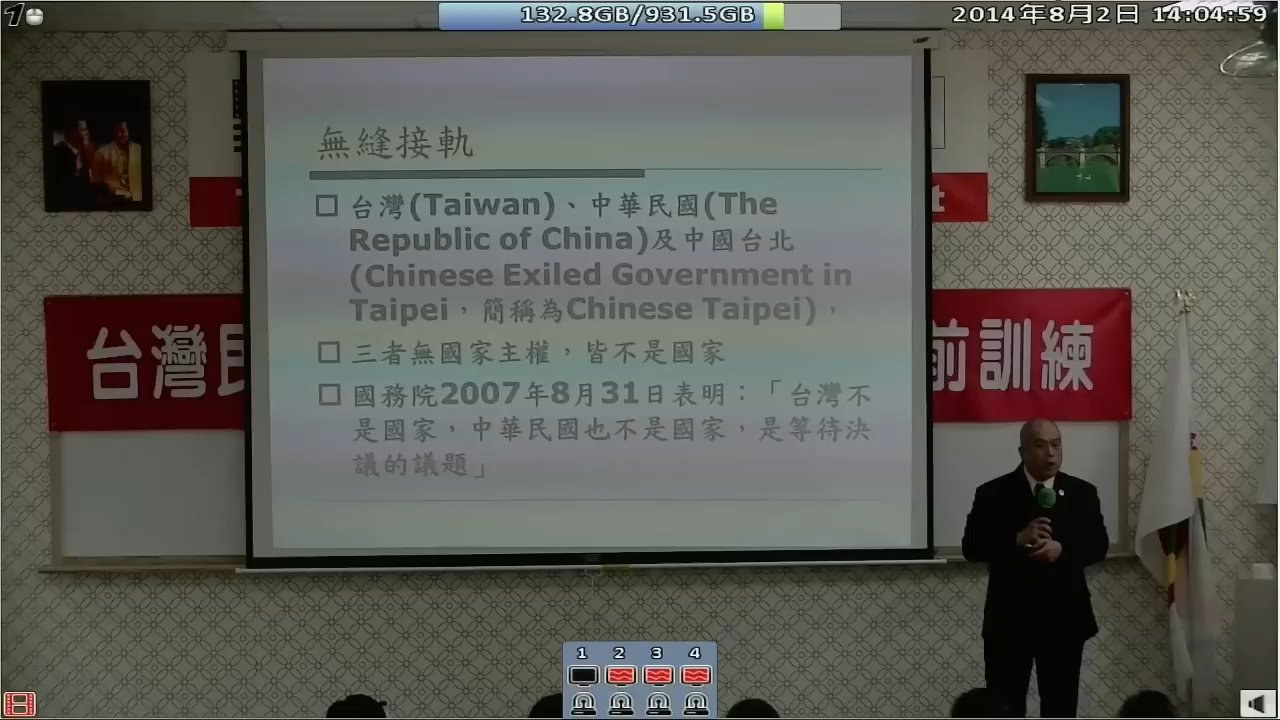 1
132.8GB/931.5GB
2014年8月2日 14:04:59
無縫接軌
台灣(Taiwan)、中華民國(The
Republic of China)及中國台北
(Chinese Exiled Government in
Taipei，簡稱為Chinese Taipei)，
三者無國家主權，皆不是國家
國務院2007年8月31日表明：「台灣不
是國家，中華民國也不是國家，是等待決
議的議題」
t
台灣民
前訓練
1 2 3 4